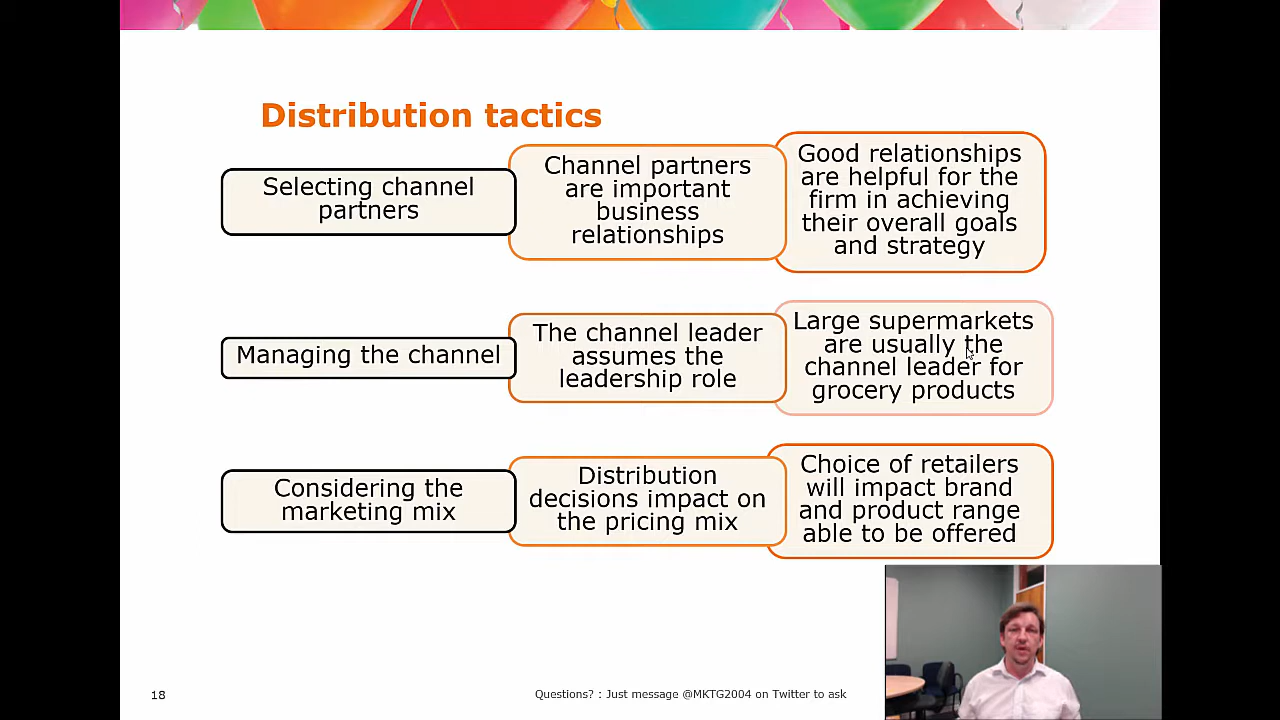 Distribution tactics
Selecting channel
partners
Channel partners
are important
business
relationships
Good relationships
are helpful for the
firm in achieving
their overall goals
and strategy
Managing the channel
The channel leader
assumes the
leadership role
Large supermarkets
are usually the
channel leader for
grocery products
Considering the
marketing mix
Distribution
decisions impact on
the pricing mix
Choice of retailers
will impact brand
and product range
able to be offered
18
Questions? : Just message @MKTG2004 on Twitter to ask